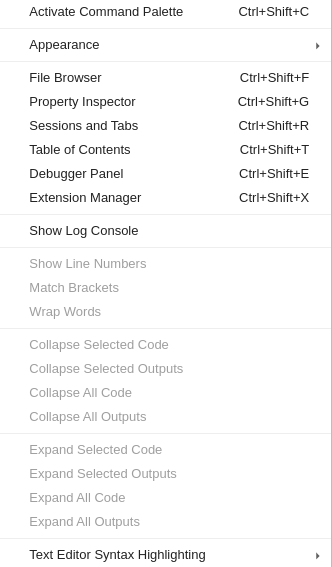 Activate Command Palette Ctrl+Shift+C
Appearance
File Browser Ctrl+Shift+F
Property Inspector Ctrl+Shift+G
Sessions and Tabs Ctrl+Shift+R
Table of Contents Ctrl+Shift+T
Debugger Panel Ctrl+Shift+E
Extension Manager Ctrl+Shift+X
Show Log Console
Show Line Numbers
Match Brackets
Wrap Words
Collapse Selected Code
Collapse Selected Outputs
Collapse All Code
Collapse All Outputs
Expand Selected Code
Expand Selected Outputs
Expand All Code
Expand All Outputs
Text Editor Syntax Highlighting